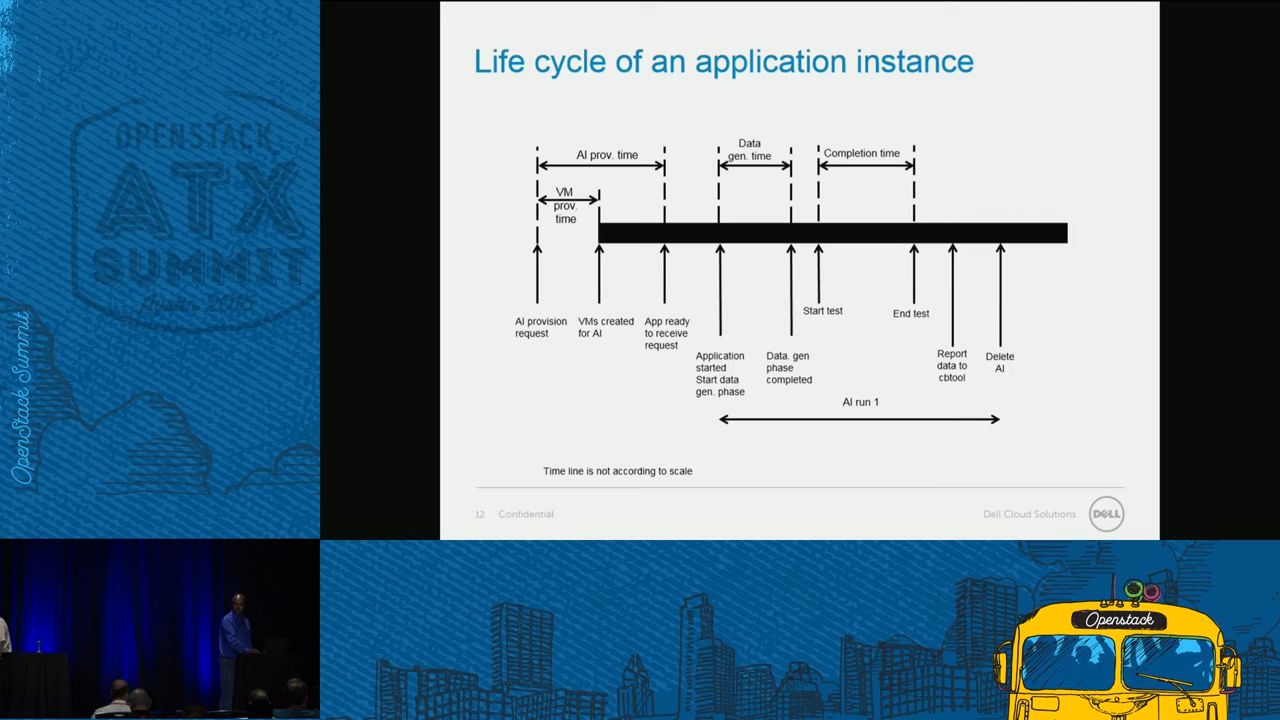 OPENSTACK
ATX
SUMMIT
Austin 2016
OpenStack Summit
Life cycle of an application instance
AI prov. time
Data
gen. time
Completion time
VM
prov.
time
AI provision
request
VMs created
for AI
App ready
to receive
request
Application
started
Start data
gen. phase
Data. gen
phase
completed
Start test
End test
Report
data to
cbtool
Delete
AI
AI run 1
Time line is not according to scale
12 Confidential
Dell Cloud Solutions
DELL
Openstack